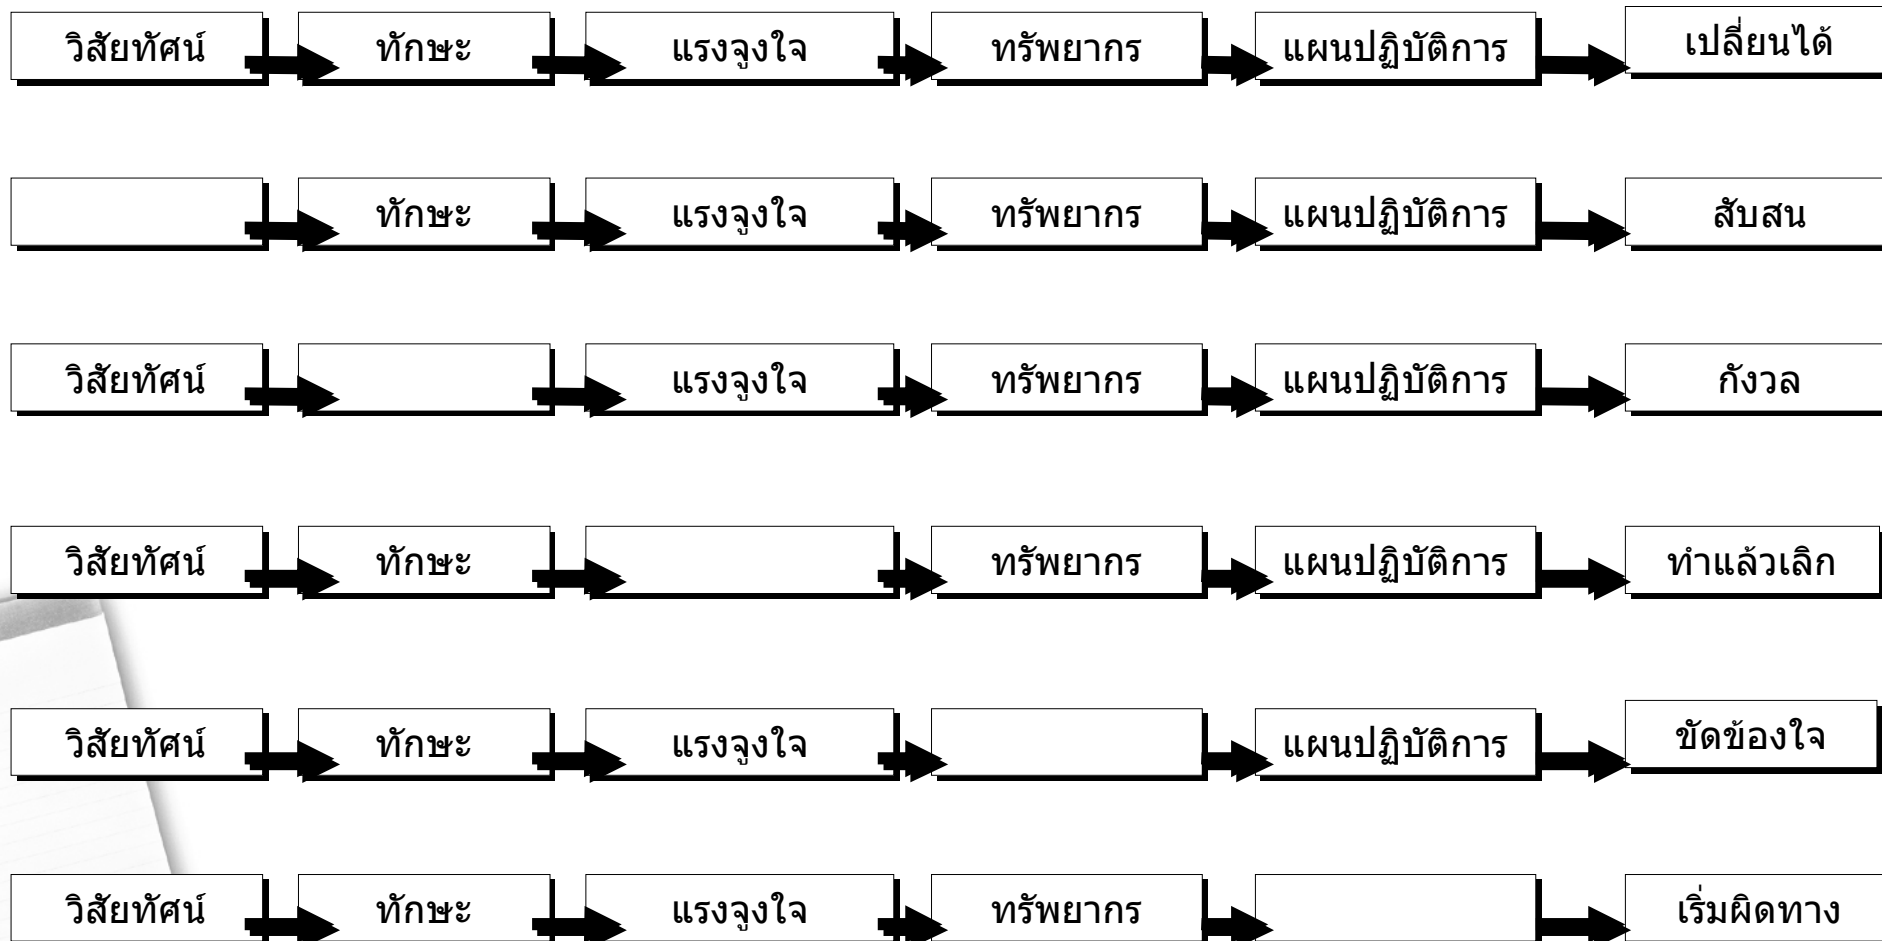 วิสัยทัศน์ ทักษะ แรงจูงใจ ทรัพยากร แผนปฏิบัติการ เปลี่ยนได้
ทักษะ แรงจูงใจ ทรัพยากร แผนปฏิบัติการ สับสน
วิสัยทัศน์ แรงจูงใจ ทรัพยากร แผนปฏิบัติการ กังวล
วิสัยทัศน์ ทักษะ ทรัพยากร แผนปฏิบัติการ ทำแล้วเลิก
วิสัยทัศน์ ทักษะ แรงจูงใจ แผนปฏิบัติการ ขัดข้องใจ
วิสัยทัศน์ ทักษะ แรงจูงใจ ทรัพยากร เริ่มผิดทาง